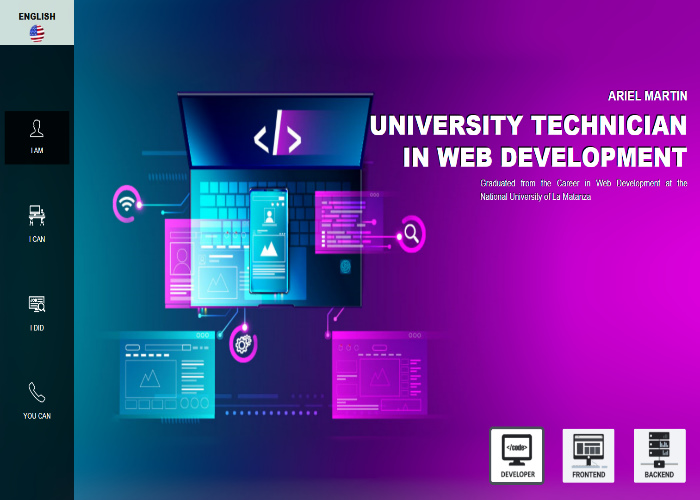 ENGLISH
I AM
I CAN
I DID
YOU CAN
ARIEL MARTIN
UNIVERSITY TECHNICIAN
IN WEB DEVELOPMENT
Graduated from the Career in Web Development at the
National University of La Matanza
</>
</code>
DEVELOPER
FRONTEND
BACKEND